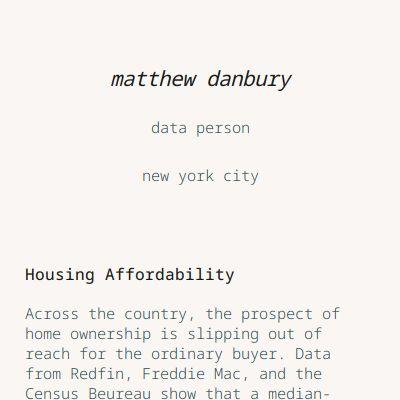 matthew danbury
data person
new york city
Housing Affordability
Across the country, the prospect of
home ownership is slipping out of
reach for the ordinary buyer. Data
from Redfin, Freddie Mac, and the
Census Beureau show that a median-